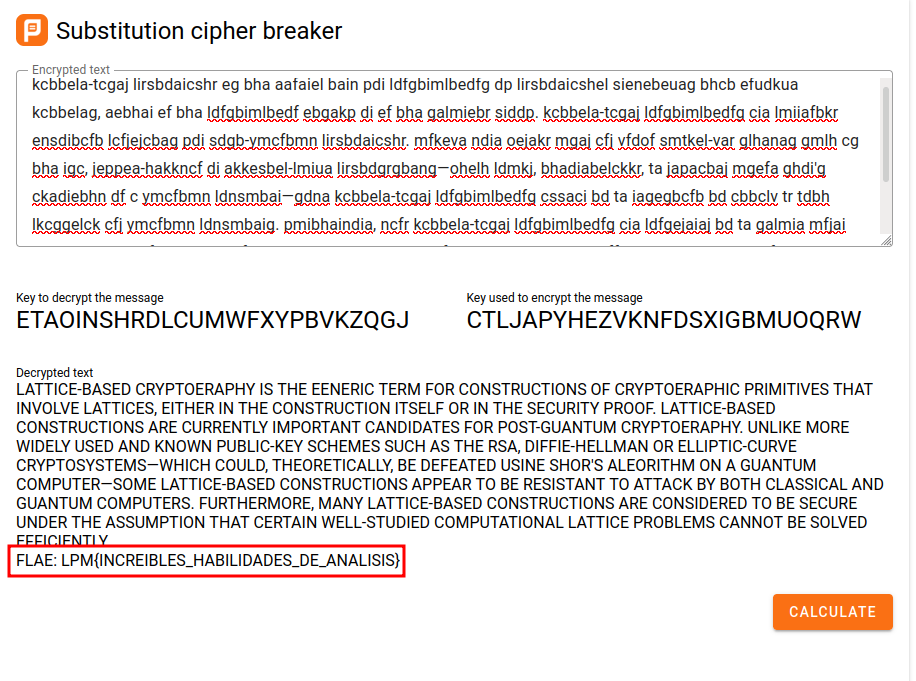 Substitution cipher breaker
Encrypted text
kcbbela-tcgaj lirsbdaicshr eg bha aafaiel bain pdi ldfgbimlbedfg dp lirsbdaicshel sienebeuag bhcb efudkua
kcbbelag, aebhai ef bha ldfgbimlbedf ebgakp di ef bha galmiebr siddp. kcbbela-tcgaj ldfgbimlbedfg cia lmiiafbkr
ensdibcfb lcfjejcbag pdi sdgb-ymcfbmn lirsbdaicshr. mfkeva ndia oejakr mgaj cfj vfdof smtkel-var glhanag gmlh cg
bha igc, jeppea-hakkncf di akkesbel-lmiua lirsbdgrgbang—ohelh ldmkj, bhadiabelckkr, ta japacbaj mgefa ghdi'g
ckadiebhn df c ymcfbmn ldnsmbai—gdna kcbbela-tcgaj ldfgbimlbedfg cssaci bd ta iagegbcfb bd cbbclv tr tdbh
lkcggelck cfj ymcfbmn ldnsmbaig. pmibhaindia, ncfr kcbbela-tcgaj ldfgbimlbedfg cia ldfgejaiaj bd ta galmia mfjai
Key to decrypt the message
ETAOINSHRDLCUMWFXYPBVKZQGJ
Key used to encrypt the message
CTLJAPYHEZVKNFDSXIGBMUOQRW
Decrypted text
LATTICE-BASED CRYPTOERAPHY IS THE EENERIC TERM FOR CONSTRUCTIONS OF CRYPTOERAPHIC PRIMITIVES THAT
INVOLVE LATTICES, EITHER IN THE CONSTRUCTION ITSELF OR IN THE SECURITY PROOF. LATTICE-BASED
CONSTRUCTIONS ARE CURRENTLY IMPORTANT CANDIDATES FOR POST-GUANTUM CRYPTOERAPHY. UNLIKE MORE
WIDELY USED AND KNOWN PUBLIC-KEY SCHEMES SUCH AS THE RSA, DIFFIE-HELLMAN OR ELLIPTIC-CURVE
CRYPTOSYSTEMS—WHICH COULD, THEORETICALLY, BE DEFEATED USINE SHOR'S ALEORITHM ON A GUANTUM
COMPUTER—SOME LATTICE-BASED CONSTRUCTIONS APPEAR TO BE RESISTANT TO ATTACK BY BOTH CLASSICAL AND
GUANTUM COMPUTERS. FURTHERMORE, MANY LATTICE-BASED CONSTRUCTIONS ARE CONSIDERED TO BE SECURE
UNDER THE ASSUMPTION THAT CERTAIN WELL-STUDIED COMPUTATIONAL LATTICE PROBLEMS CANNOT BE SOLVED
EFFICIENTLY
FLAE: LPM{INCREIBLES_HABILIDADES_DE_ANALISIS}
CALCULATE